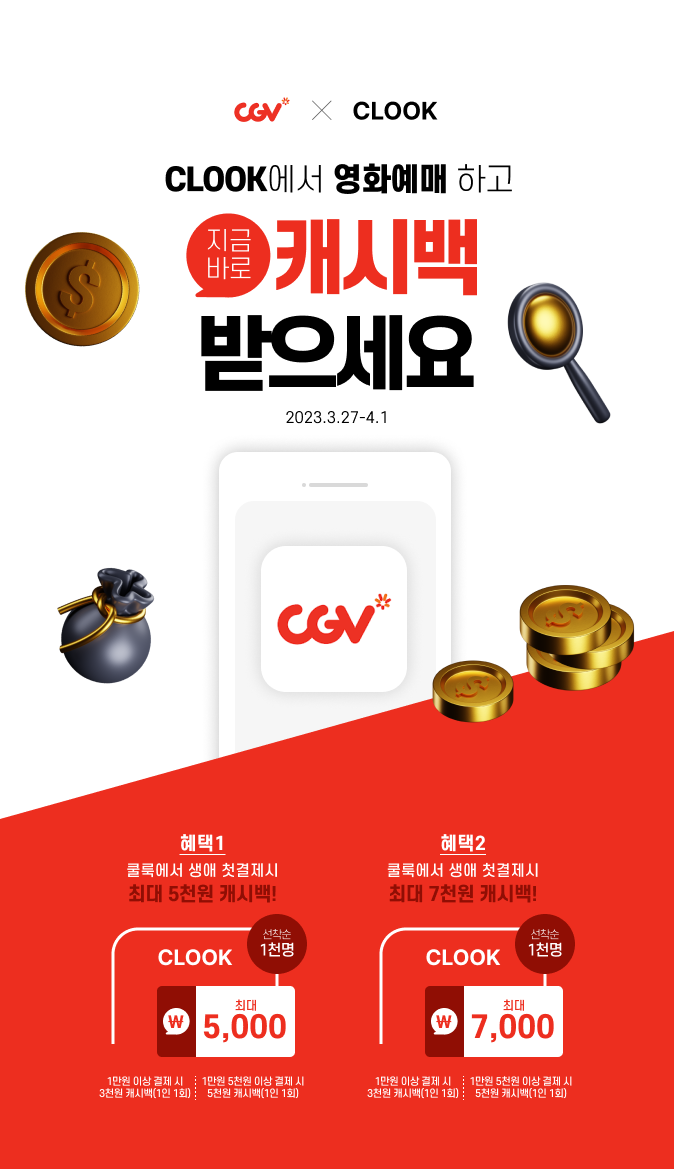 CGV × CLOOK
CLOOK에서 영화예매 하고
지금
바로
캐시백
받으세요
2023.3.27-4.1
CGV
혜택1
쿨룩에서 생애 첫결제시
최대 5천원 캐시백!
선착순
1천명
CLOOK
₩
최대
5,000
1만원 이상 결제 시
3천원 캐시백(1인 1회)
1만원 5천원 이상 결제 시
5천원 캐시백(1인 1회)
혜택2
쿨룩에서 생애 첫결제시
최대 7천원 캐시백!
선착순
1천명
CLOOK
₩
최대
7,000
1만원 이상 결제 시
3천원 캐시백(1인 1회)
1만원 5천원 이상 결제 시
5천원 캐시백(1인 1회)